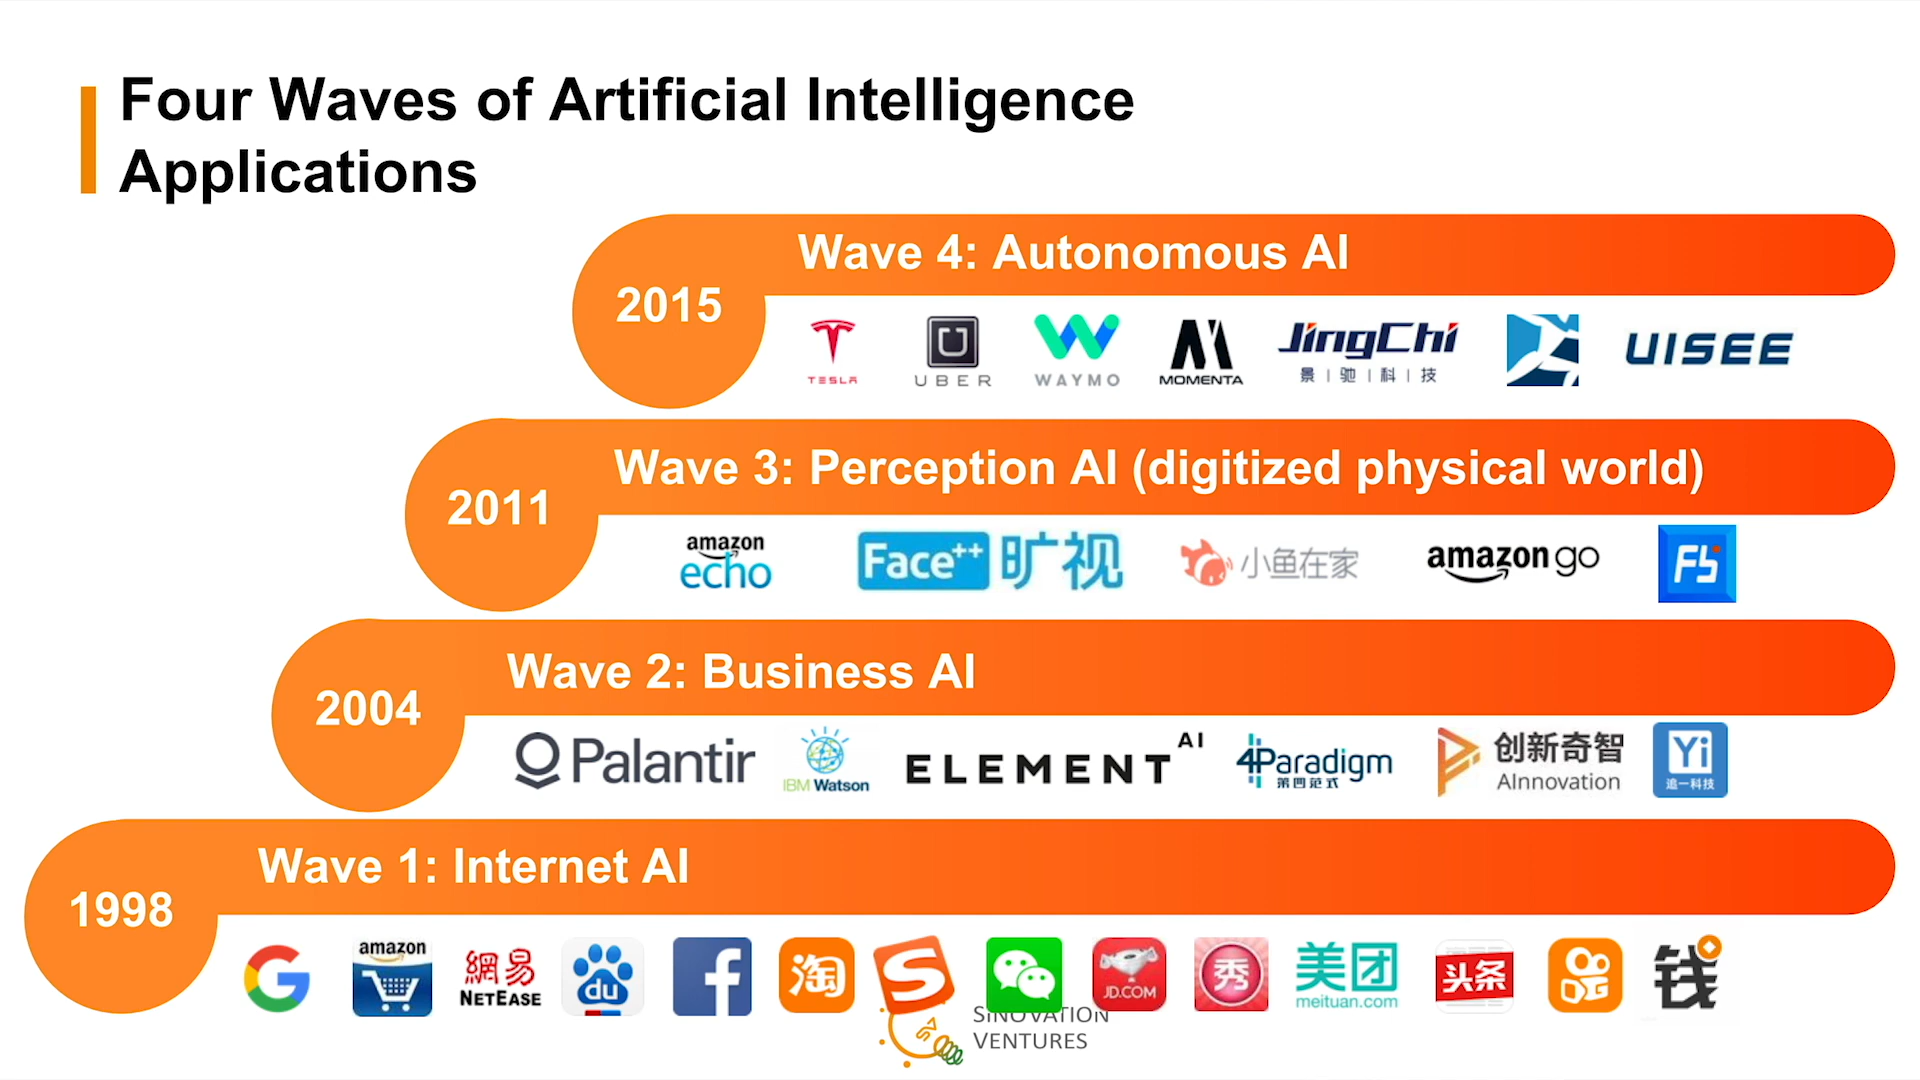 Four Waves of Artificial Intelligence
Applications
Wave 4: Autonomous AI
2015
TESLA
UBER
WAYMO
MOMENTA
JingChi
景 | 驰 | 科 | 技
UISEE
Wave 3: Perception AI (digitized physical world)
2011
amazon
echo
Face++ 旷视
小鱼在家
amazon go
F5
Wave 2: Business AI
2004
Palantir
IBM Watson
ELEMENT AI
4Paradigm
第四范式
创新奇智
AInnovation
Yi
追一科技
Wave 1: Internet AI
1998
G
amazon
網易
NETEASE
du
f
淘
S
JD.COM
秀
美团
meituan.com
头条
钱
SINOVATION
VENTURES